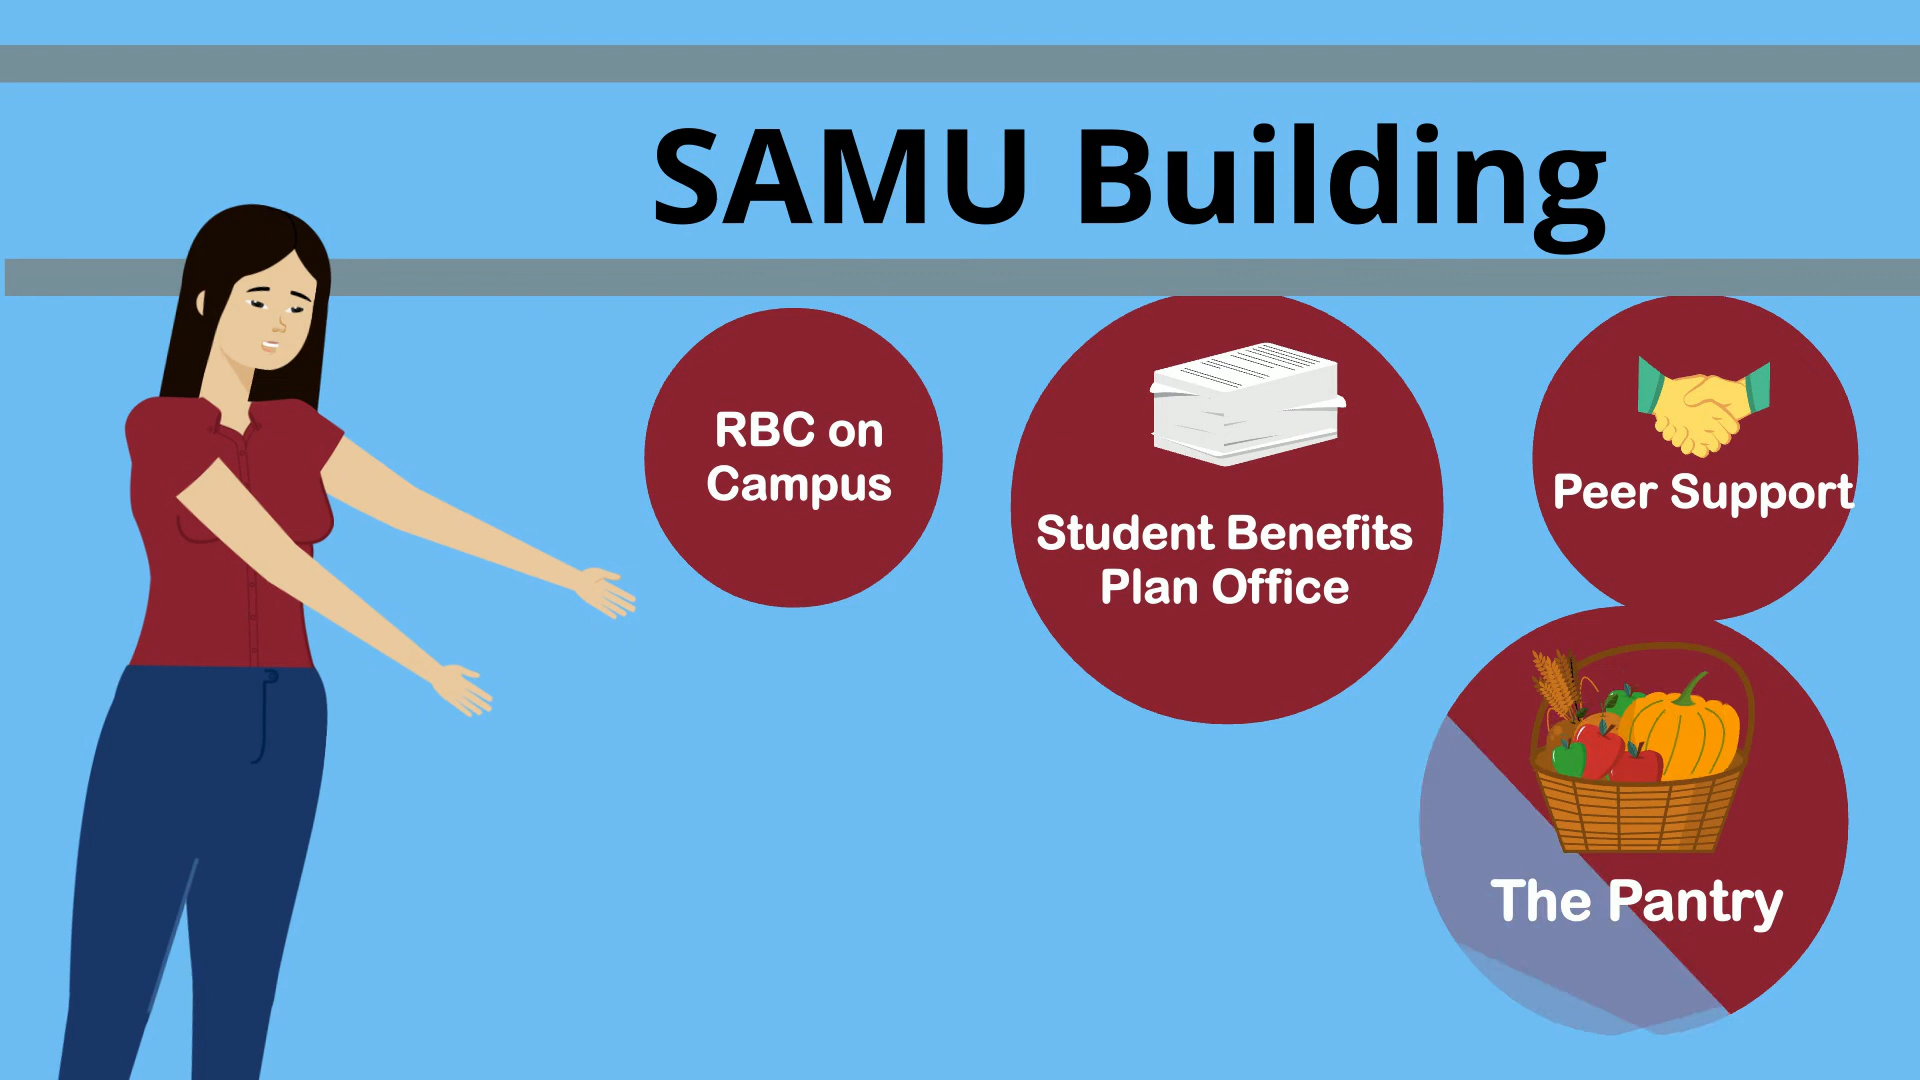 SAMU Building
RBC on
Campus
Student Benefits
Plan Office
Peer Support
The Pantry